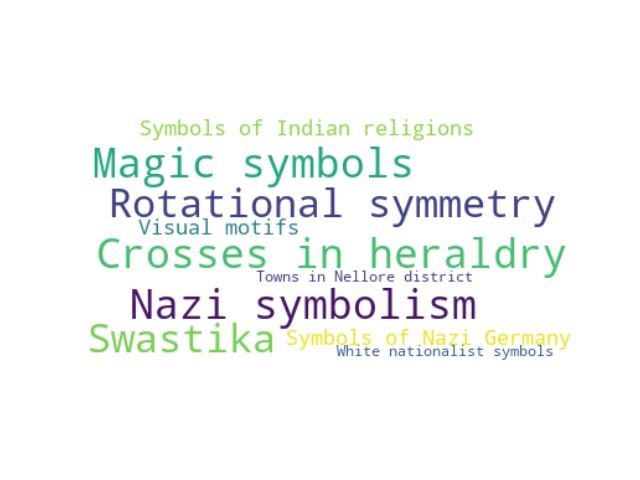 Symbols of Indian religions
Magic symbols
Rotational symmetry
Visual motifs
Crosses in heraldry
Towns in Nellore district
Nazi symbolism
Swastika
Symbols of Nazi Germany
White nationalist symbols